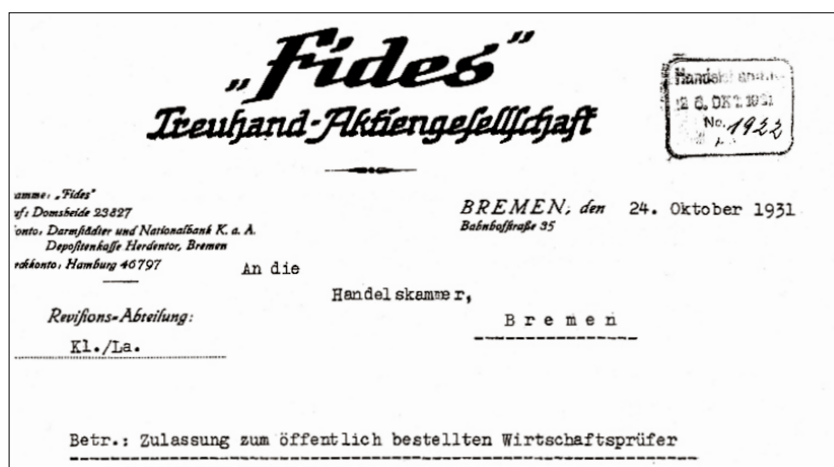 „Fides“
Treuhand-Aktiengesellschaft
Handelskammer
26. OKT. 1931
No. 1922
amme: „Fides“
uf: Domsheide 23827
onto: Darmstädter und Nationalbank K. a. A.
Depositenkasse Herdentor, Bremen
eckkonto: Hamburg 46797
BREMEN, den 24. Oktober 1931
Bahnhofstraße 35
An die
Handelskammer,
Bremen
Revisions-Abteilung:
Kl./La.
Betr.: Zulassung zum öffentlich bestellten Wirtschaftsprüfer